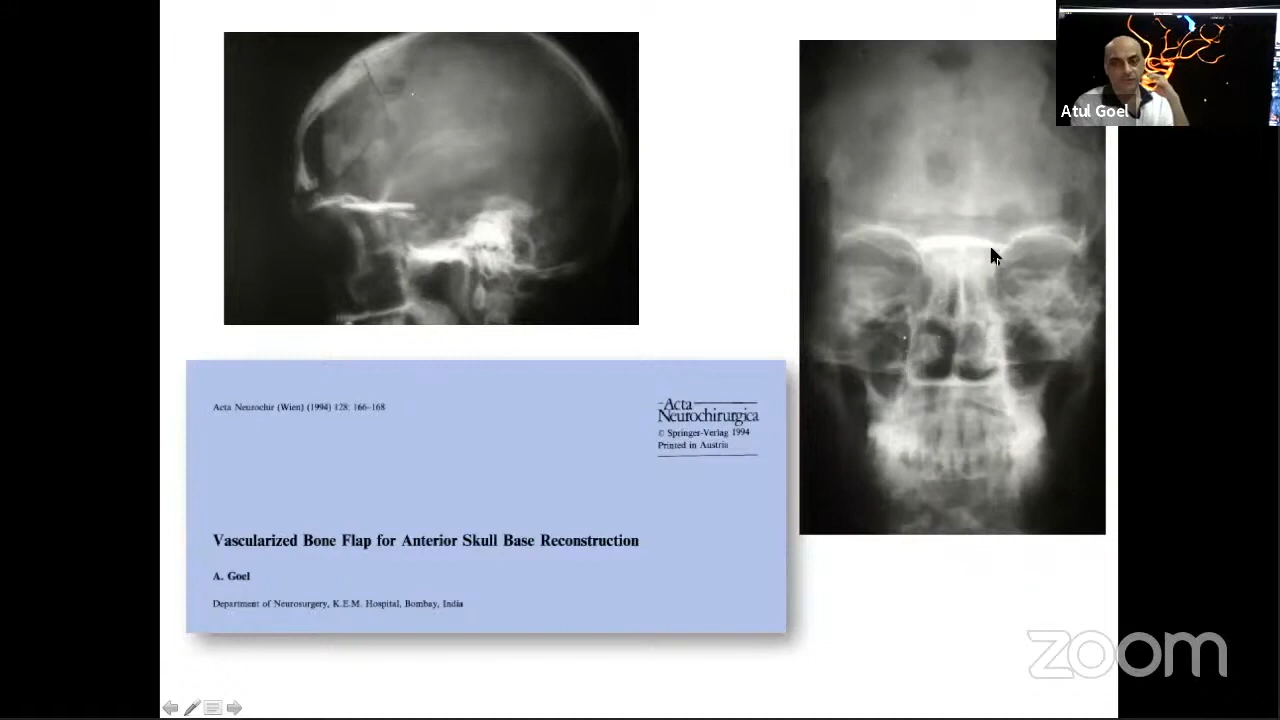 Atul Goel
Acta Neurochir (Wien) (1994) 128: 166–168
Acta
Neurochirurgica
© Springer-Verlag 1994
Printed in Austria
Vascularized Bone Flap for Anterior Skull Base Reconstruction
A. Goel
Department of Neurosurgery, K.E.M. Hospital, Bombay, India
zoom